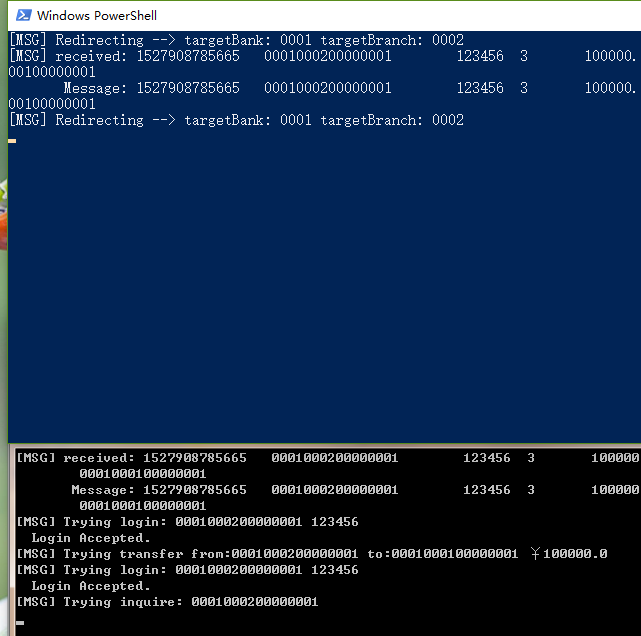 Windows PowerShell
[MSG] Redirecting --> targetBank: 0001 targetBranch: 0002
[MSG] received: 1527908785665   0001000200000001        123456  3       100000.
00100000001
       Message: 1527908785665   0001000200000001        123456  3       100000.
00100000001
[MSG] Redirecting --> targetBank: 0001 targetBranch: 0002
[MSG] received: 1527908785665   0001000200000001        123456  3       100000
        0001000100000001
       Message: 1527908785665   0001000200000001        123456  3       100000
        0001000100000001
[MSG] Trying login: 0001000200000001 123456
  Login Accepted.
[MSG] Trying transfer from:0001000200000001 to:0001000100000001 ￥100000.0
[MSG] Trying login: 0001000200000001 123456
  Login Accepted.
[MSG] Trying inquire: 0001000200000001